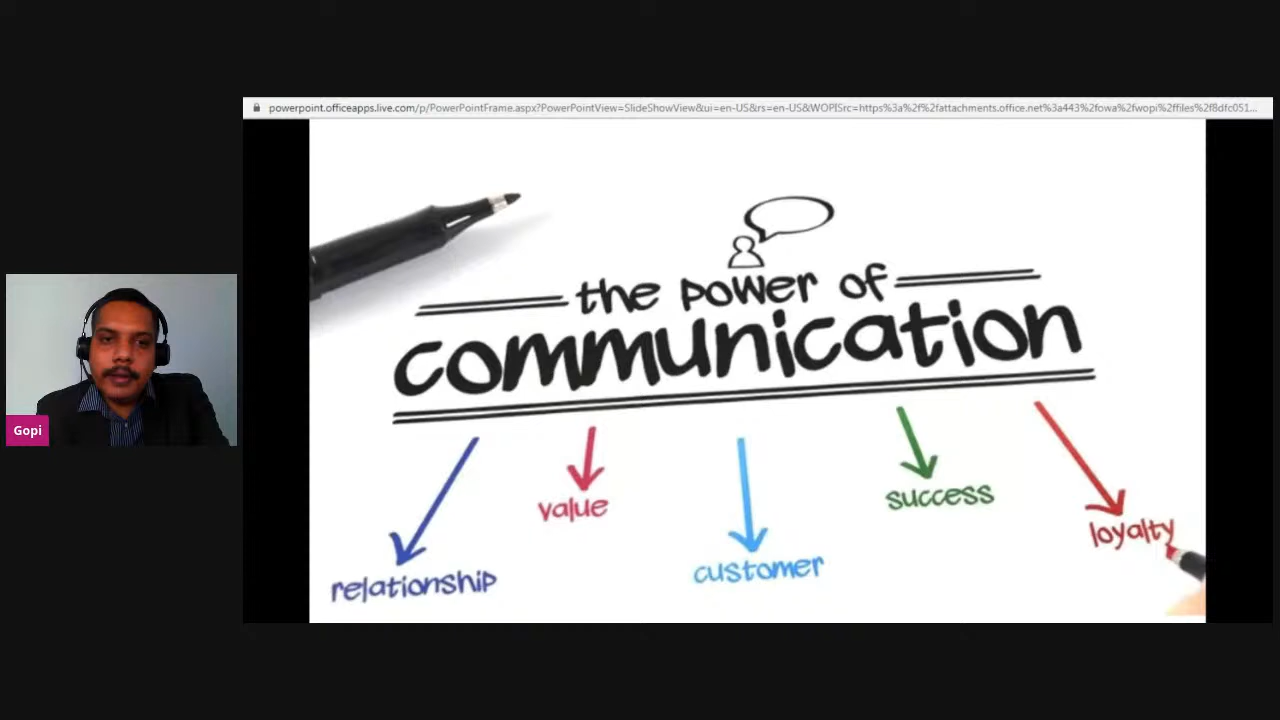 powerpoint.officeapps.live.com/p/PowerPointFrame.aspx?PowerPointView=SlideShowView&ui=en-US&rs=en-US&WOPISrc=https%3a%2f%2fattachments.office.net%3a443%2fowa%2fwopi%2ffiles%2f8dfc051...
the power of
communication
relationship
value
customer
success
loyalty
Gopi